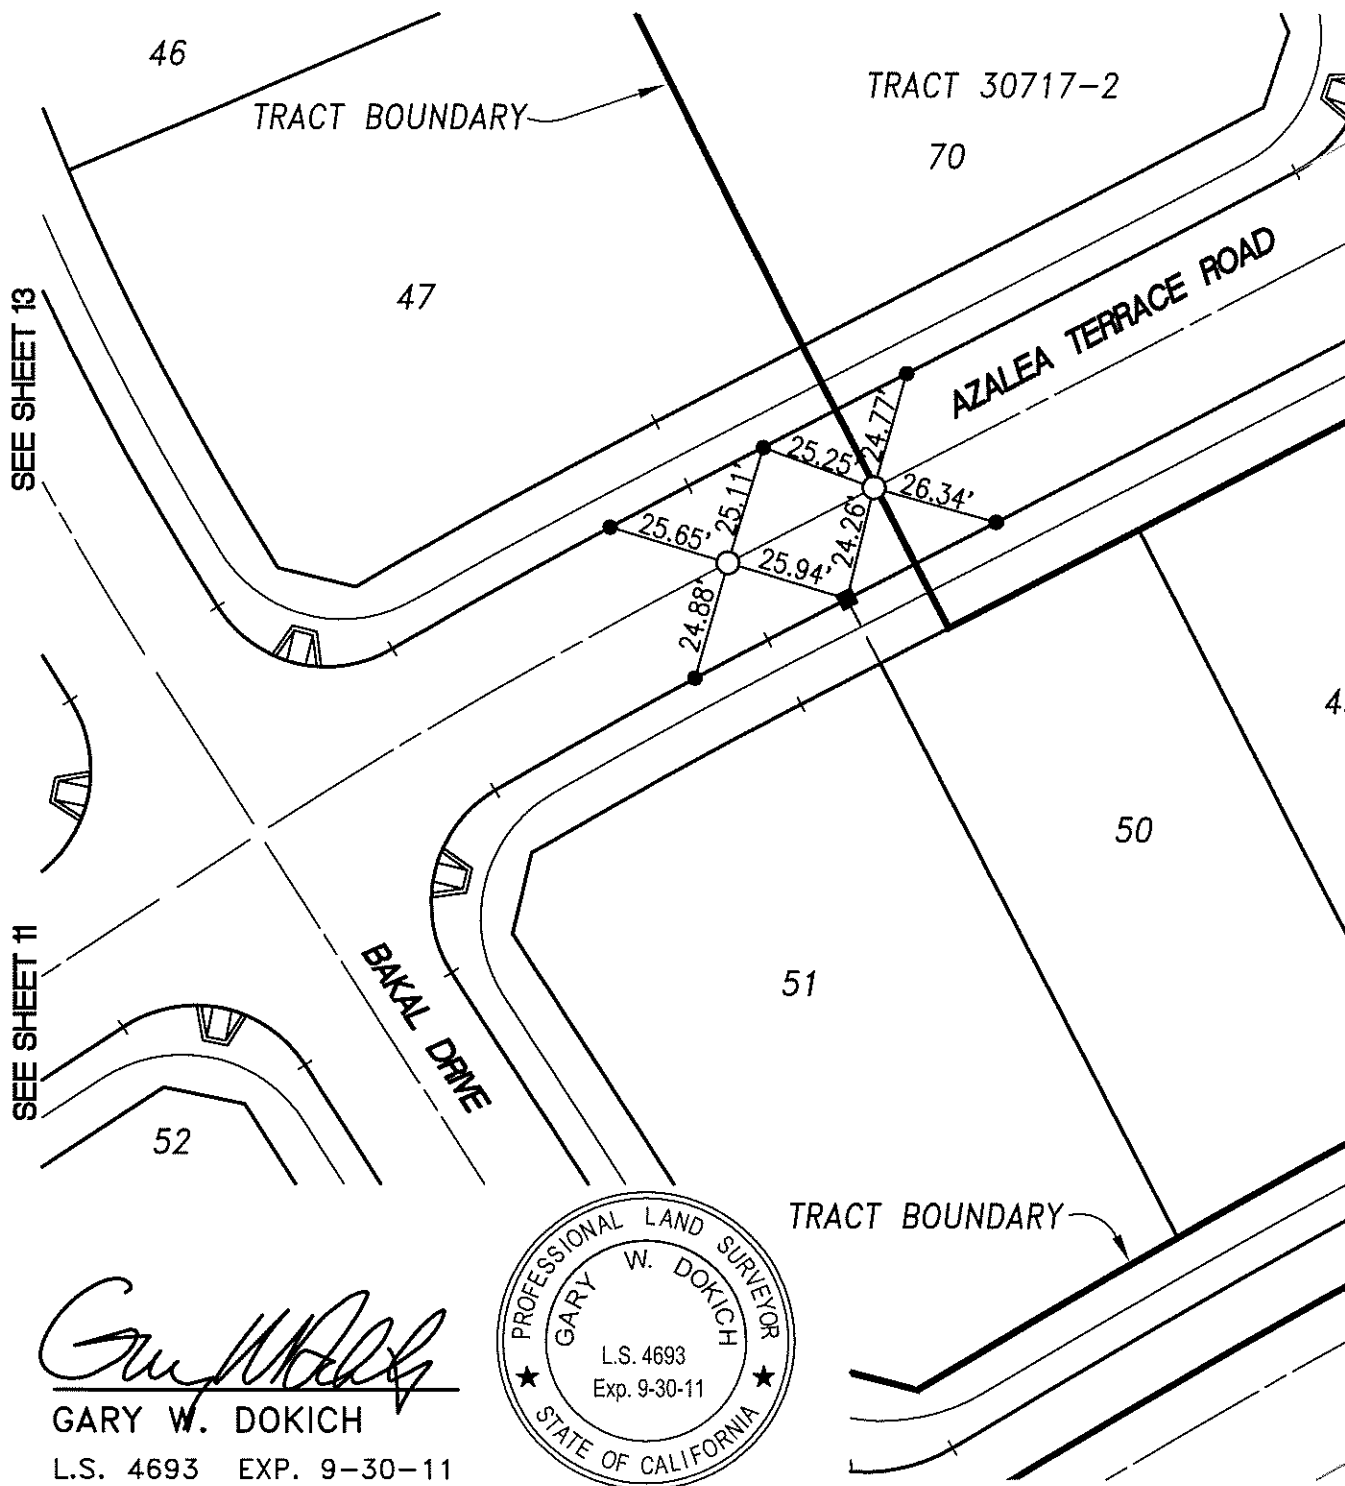 46
TRACT BOUNDARY
TRACT 30717-2
70
47
SEE SHEET 13
AZALEA TERRACE ROAD
24.77'
25.25'
25.11'
26.34'
25.65'
24.26'
25.94'
24.88'
50
51
SEE SHEET 11
BAKAL DRIVE
52
TRACT BOUNDARY
PROFESSIONAL LAND SURVEYOR
GARY W. DOKICH
L.S. 4693
Exp. 9-30-11
STATE OF CALIFORNIA
GARY W. DOKICH
L.S. 4693 EXP. 9-30-11